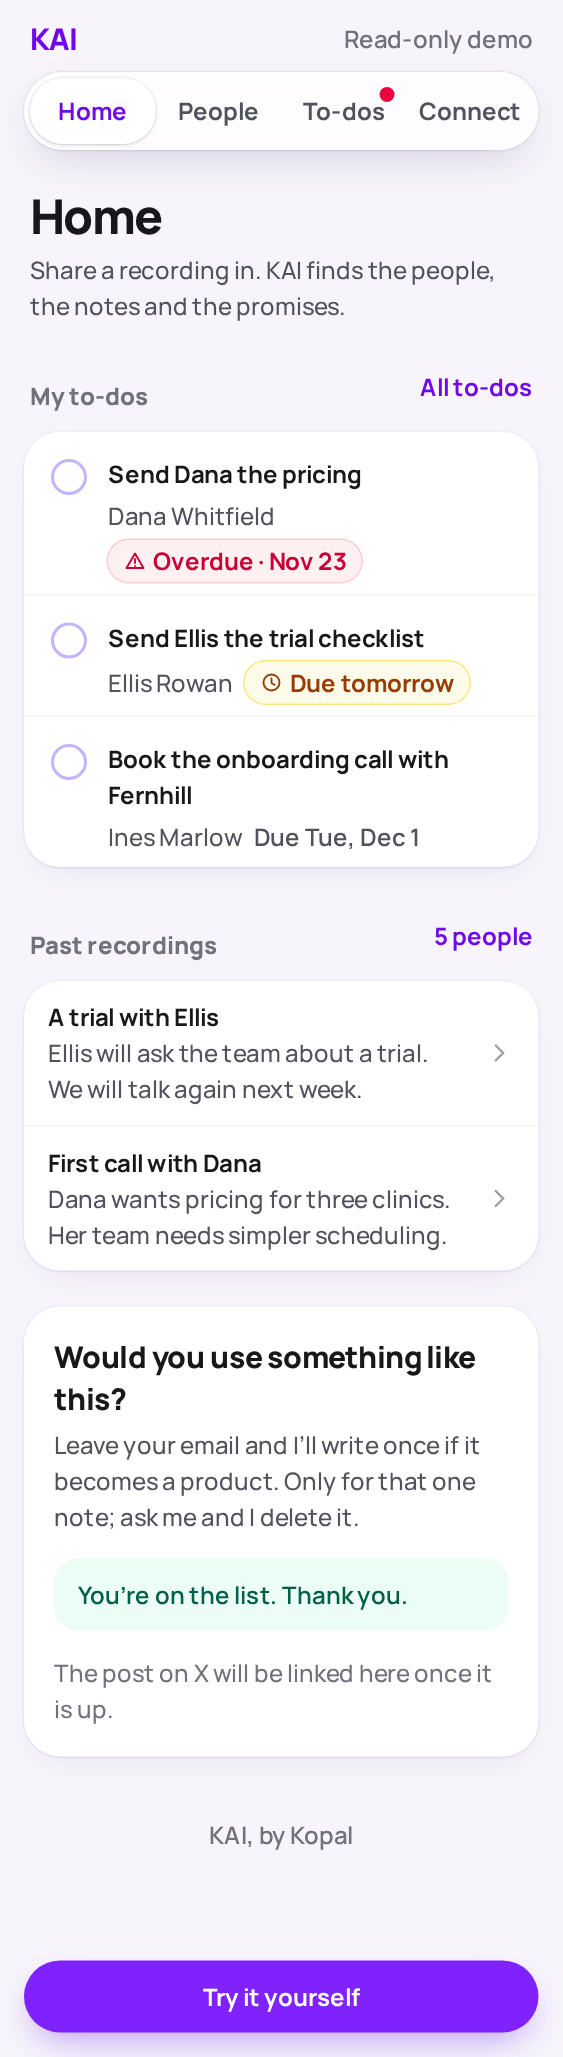 KAI
Read-only demo
Home
People
To-dos
Connect
Home
Share a recording in. KAI finds the people,
the notes and the promises.
My to-dos
All to-dos
Send Dana the pricing
Dana Whitfield
Overdue · Nov 23
Send Ellis the trial checklist
Ellis Rowan
Due tomorrow
Book the onboarding call with
Fernhill
Ines Marlow
Due Tue, Dec 1
Past recordings
5 people
A trial with Ellis
Ellis will ask the team about a trial.
We will talk again next week.
First call with Dana
Dana wants pricing for three clinics.
Her team needs simpler scheduling.
Would you use something like
this?
Leave your email and I’ll write once if it
becomes a product. Only for that one
note; ask me and I delete it.
You’re on the list. Thank you.
The post on X will be linked here once it
is up.
KAI, by Kopal
Try it yourself